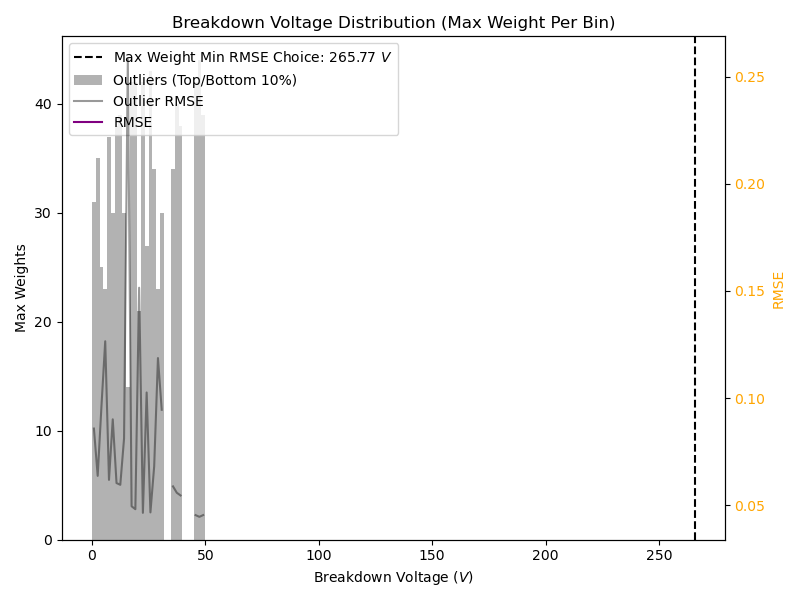 Breakdown Voltage Distribution (Max Weight Per Bin)
Max Weight Min RMSE Choice: 265.77 V
Outliers (Top/Bottom 10%)
Outlier RMSE
RMSE
Max Weights
0
10
20
30
40
0.05
0.10
0.15
0.20
0.25
RMSE
0
50
100
150
200
250
Breakdown Voltage (V)